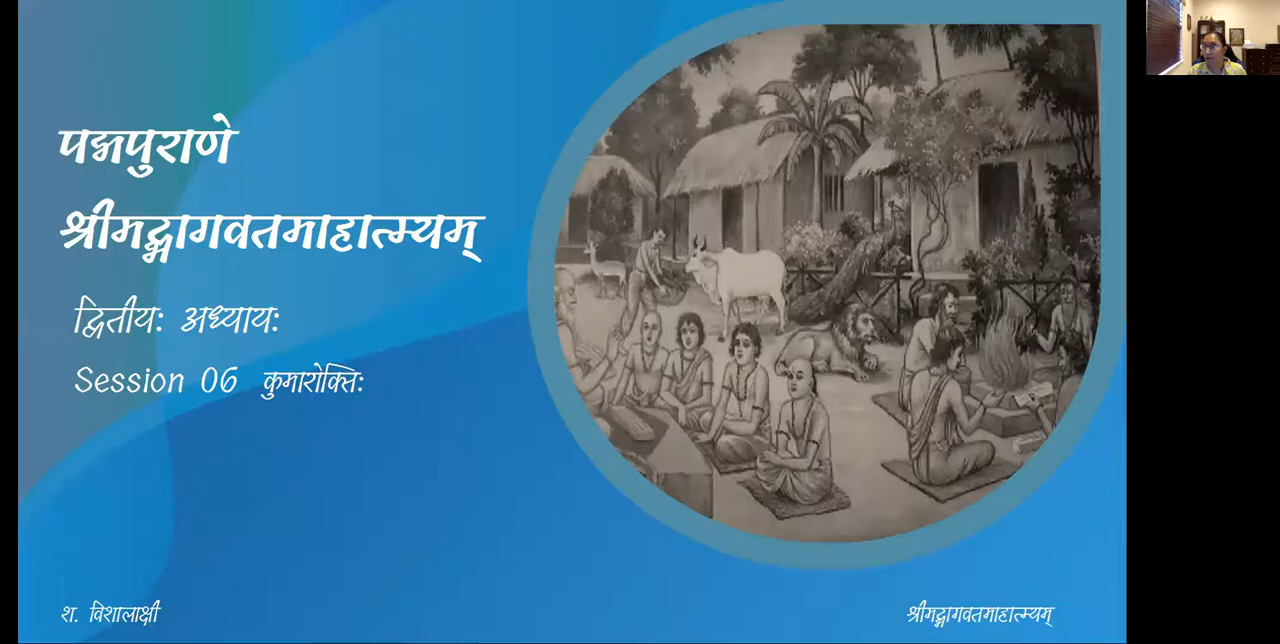 पद्मपुराणे
श्रीमद्भागवतमाहात्म्यम्
द्वितीयः अध्यायः
Session 06 कुमारोक्तिः
श. विशालाक्षी
श्रीमद्भागवतमाहात्म्यम्